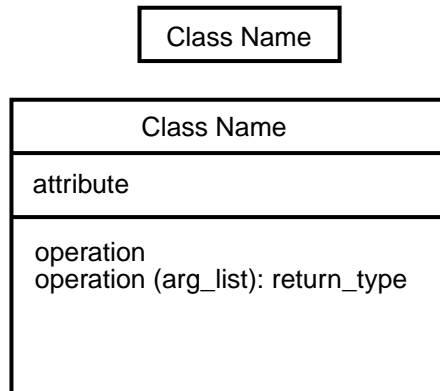 Class Name
Class Name
attribute
operation
operation (arg_list): return_type